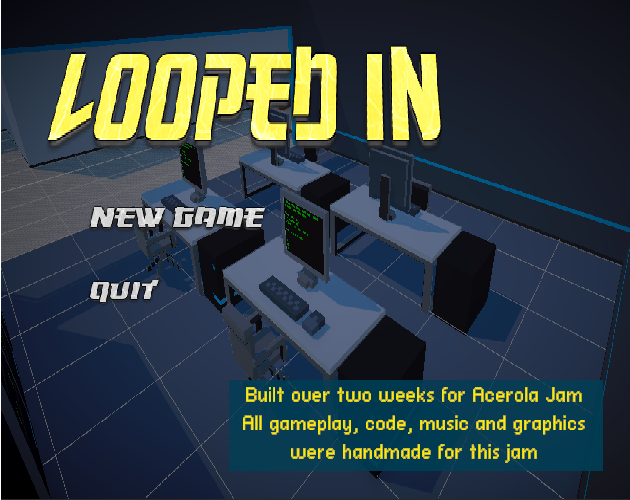 LOOPED IN
NEW GAME
QUIT
Built over two weeks for Acerola Jam
All gameplay, code, music and graphics
were handmade for this jam